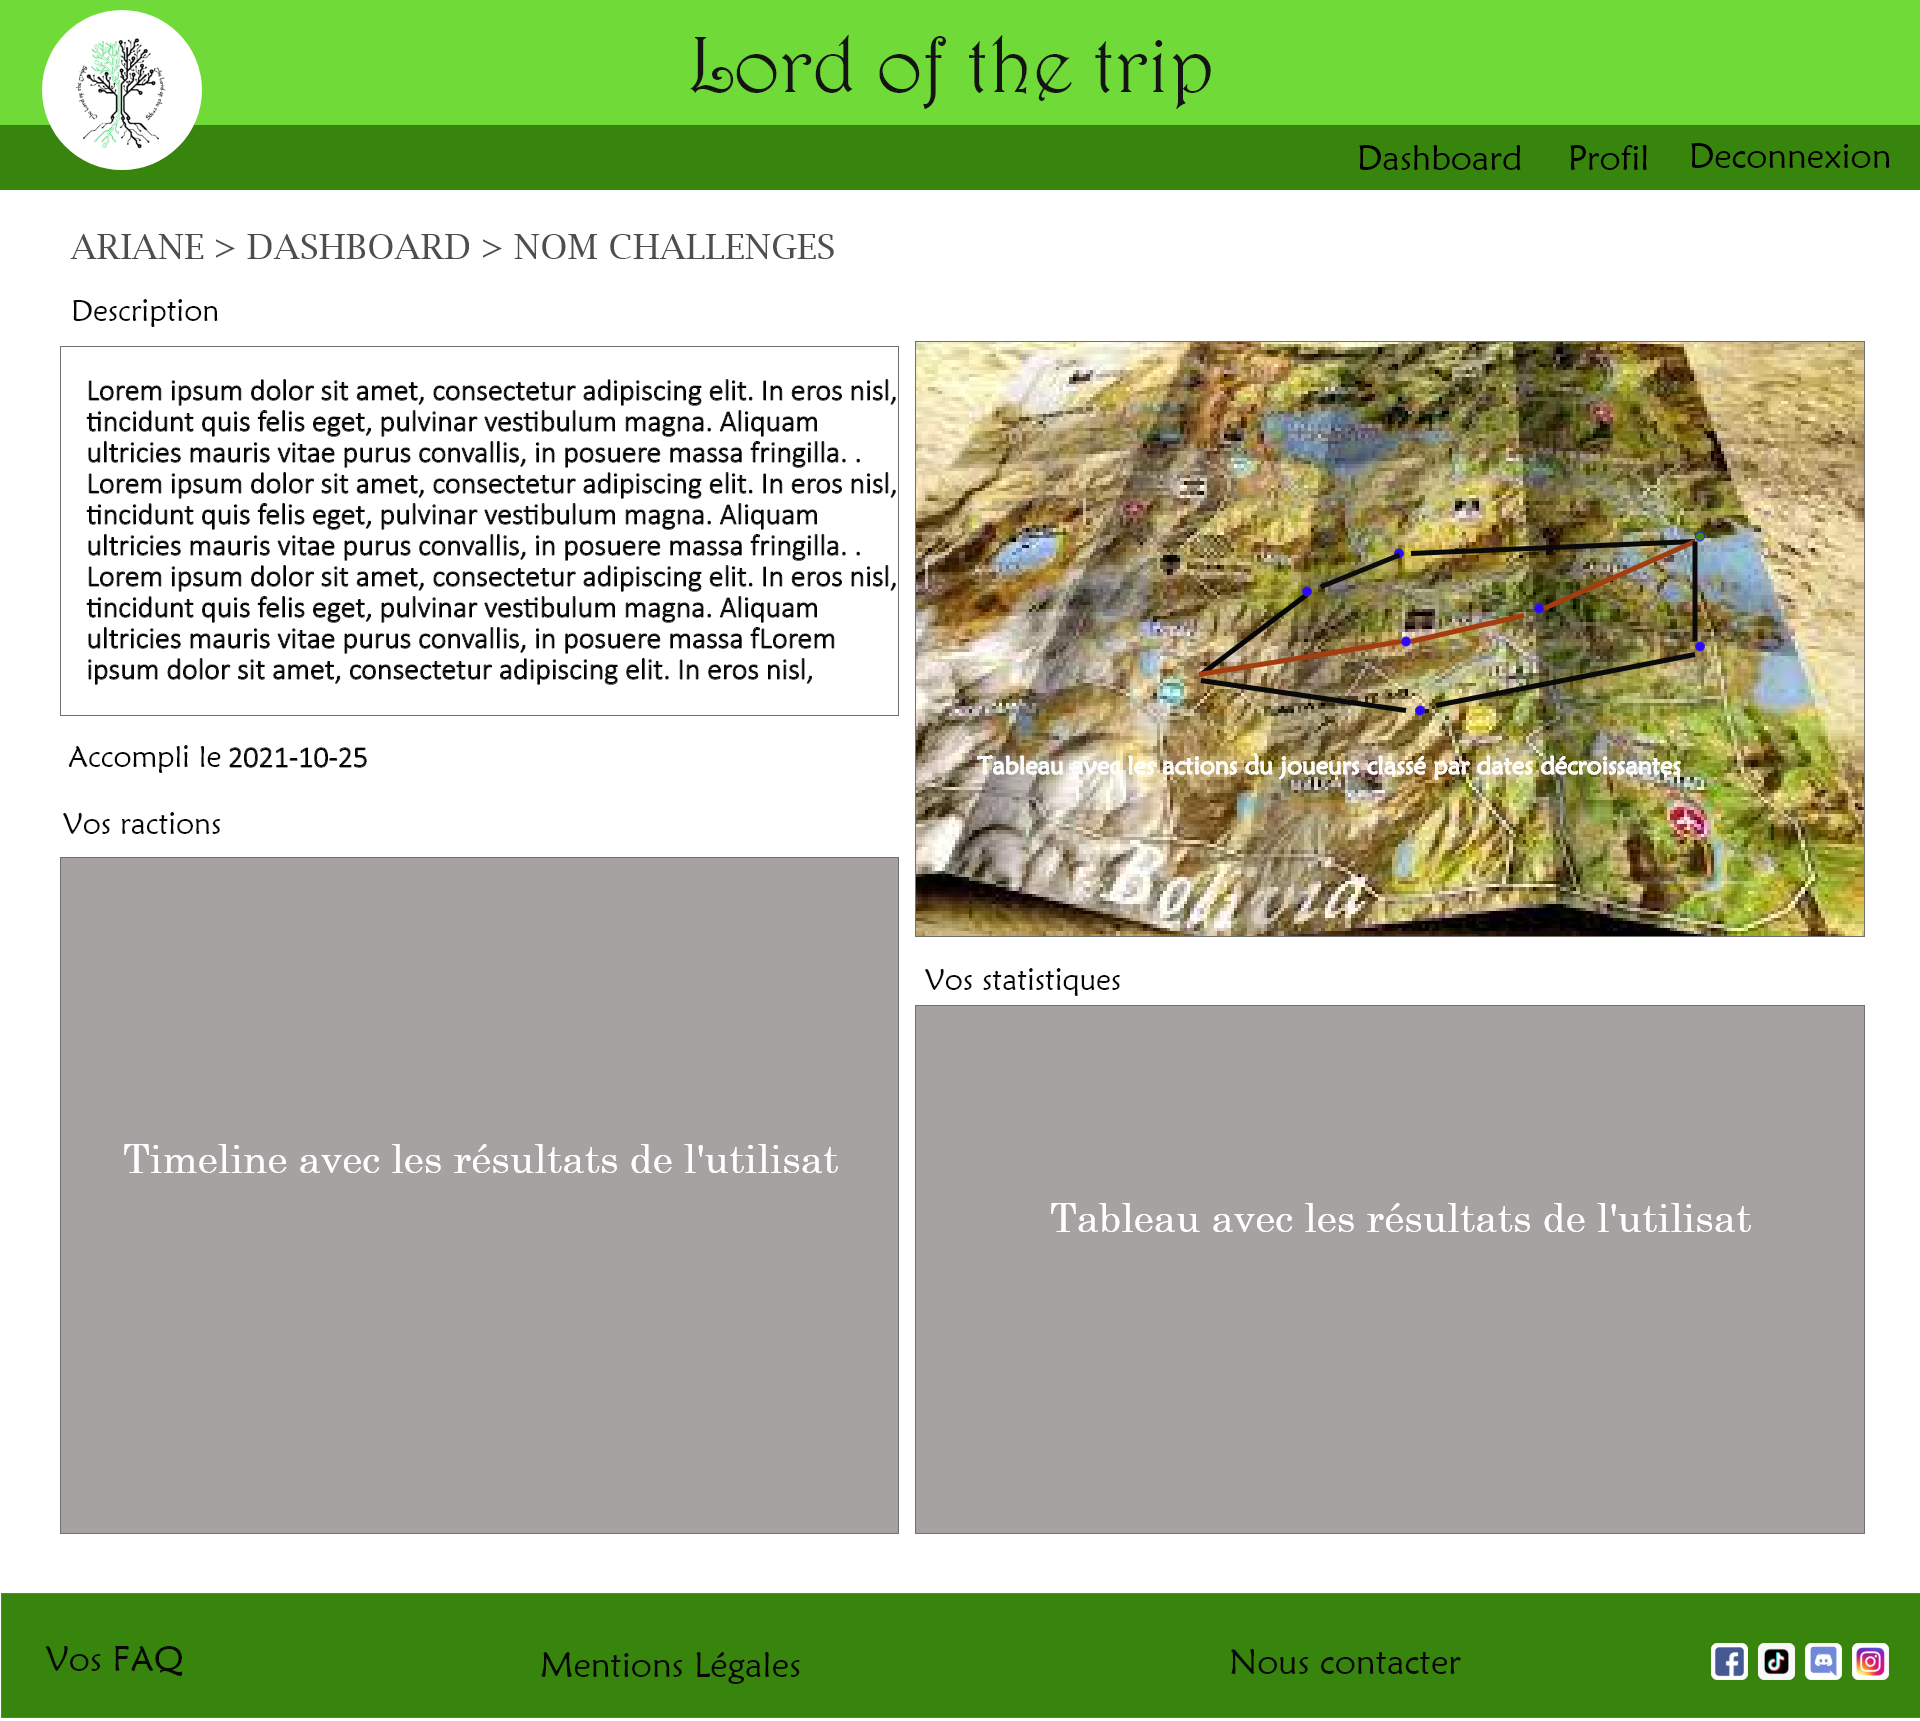 Lord of the trip
Dashboard Profil Deconnexion
ARIANE > DASHBOARD > NOM CHALLENGES
Description
Lorem ipsum dolor sit amet, consectetur adipiscing elit. In eros nisl,
tincidunt quis felis eget, pulvinar vestibulum magna. Aliquam
ultricies mauris vitae purus convallis, in posuere massa fringilla. .
Lorem ipsum dolor sit amet, consectetur adipiscing elit. In eros nisl,
tincidunt quis felis eget, pulvinar vestibulum magna. Aliquam
ultricies mauris vitae purus convallis, in posuere massa fringilla. .
Lorem ipsum dolor sit amet, consectetur adipiscing elit. In eros nisl,
tincidunt quis felis eget, pulvinar vestibulum magna. Aliquam
ultricies mauris vitae purus convallis, in posuere massa fLorem
ipsum dolor sit amet, consectetur adipiscing elit. In eros nisl,
Tableau avec les actions du joueurs classé par dates décroissantes
Bolivia
Accompli le 2021-10-25
Vos ractions
Timeline avec les résultats de l'utilisat
Vos statistiques
Tableau avec les résultats de l'utilisat
Vos FAQ
Mentions Légales
Nous contacter